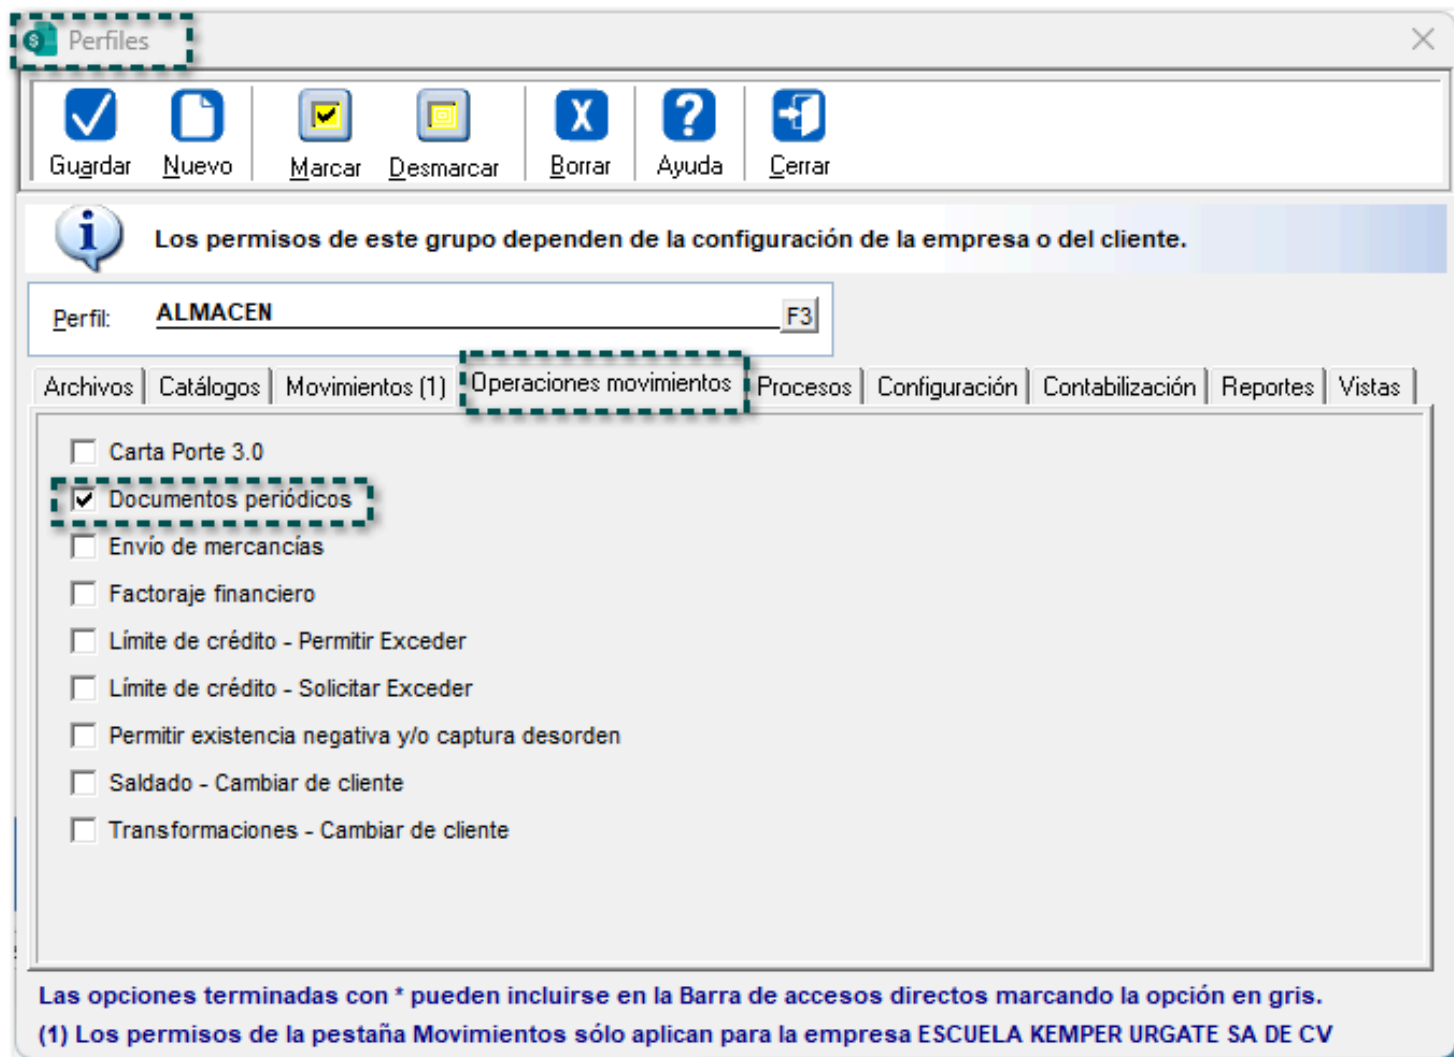 Perfiles
Guardar Nuevo Marcar Desmarcar Borrar Ayuda Cerrar
Los permisos de este grupo dependen de la configuración de la empresa o del cliente.
Perfil: ALMACEN F3
Archivos Catálogos Movimientos (1) Operaciones movimientos Procesos Configuración Contabilización Reportes Vistas
Carta Porte 3.0
Documentos periódicos
Envío de mercancías
Factoraje financiero
Límite de crédito - Permitir Exceder
Límite de crédito - Solicitar Exceder
Permitir existencia negativa y/o captura desorden
Saldado - Cambiar de cliente
Transformaciones - Cambiar de cliente
Las opciones terminadas con * pueden incluirse en la Barra de accesos directos marcando la opción en gris.
(1) Los permisos de la pestaña Movimientos sólo aplican para la empresa ESCUELA KEMPER URGATE SA DE CV